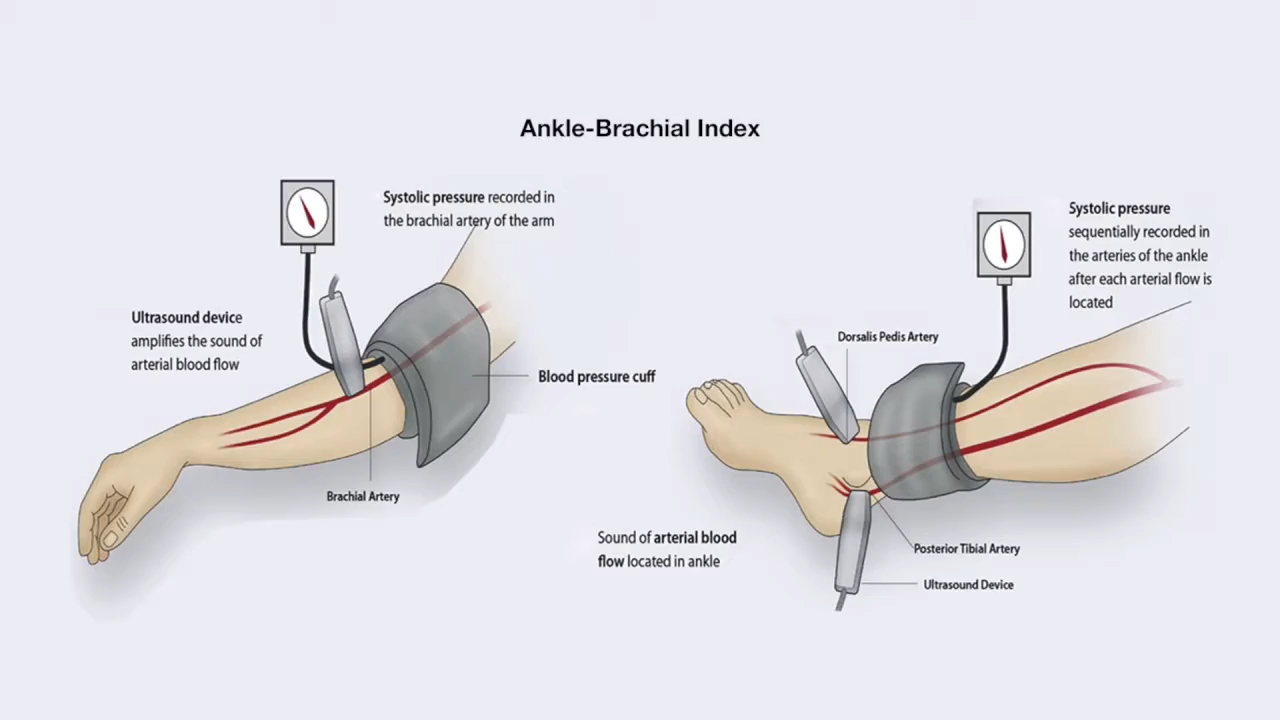 Ankle-Brachial Index
Systolic pressure recorded in
the brachial artery of the arm
Ultrasound device
amplifies the sound of
arterial blood flow
Blood pressure cuff
Brachial Artery
Systolic pressure
sequentially recorded in
the arteries of the ankle
after each arterial flow is
located
Dorsalis Pedis Artery
Sound of arterial blood
flow located in ankle
Posterior Tibial Artery
Ultrasound Device